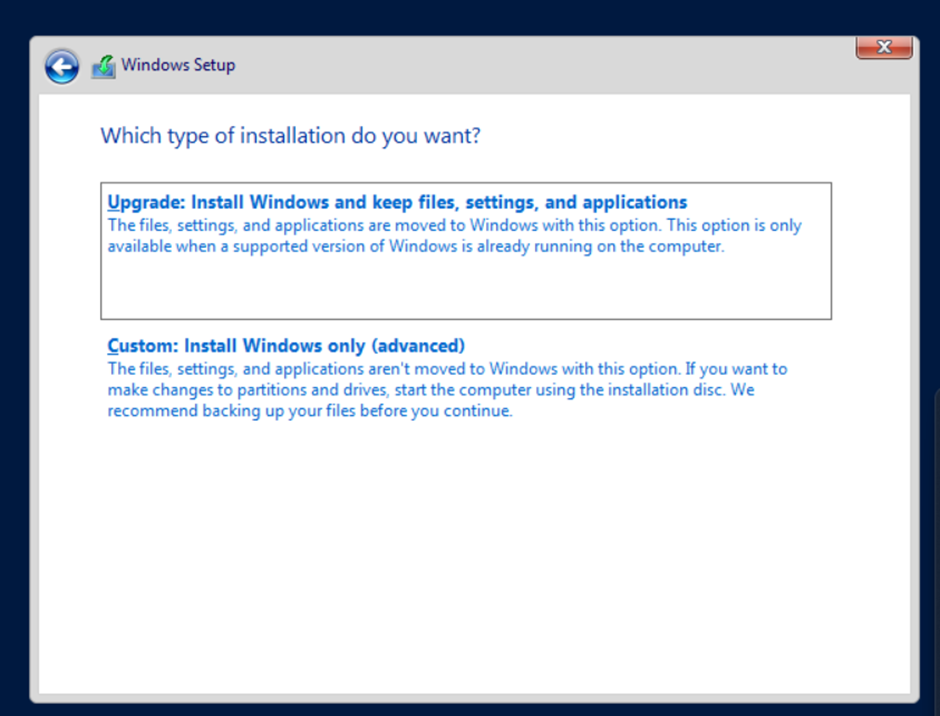 Windows Setup
Which type of installation do you want?
Upgrade: Install Windows and keep files, settings, and applications
The files, settings, and applications are moved to Windows with this option. This option is only
available when a supported version of Windows is already running on the computer.
Custom: Install Windows only (advanced)
The files, settings, and applications aren't moved to Windows with this option. If you want to
make changes to partitions and drives, start the computer using the installation disc. We
recommend backing up your files before you continue.